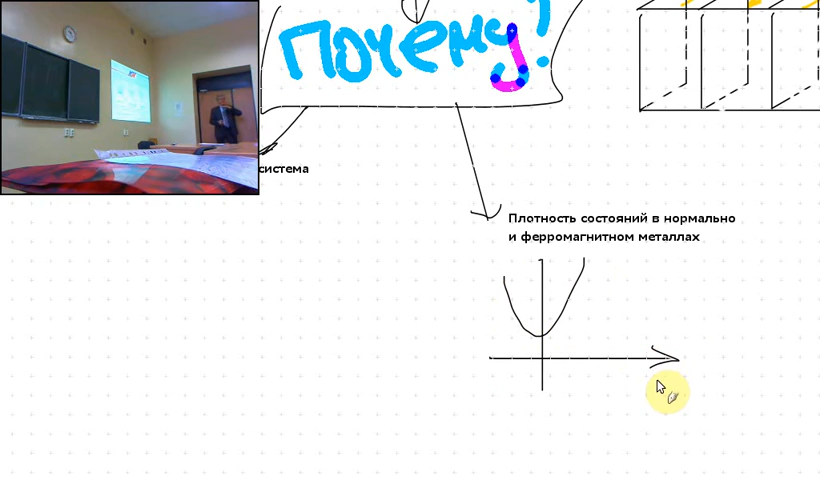 Почему?
система
Плотность состояний в нормально
и ферромагнитном металлах